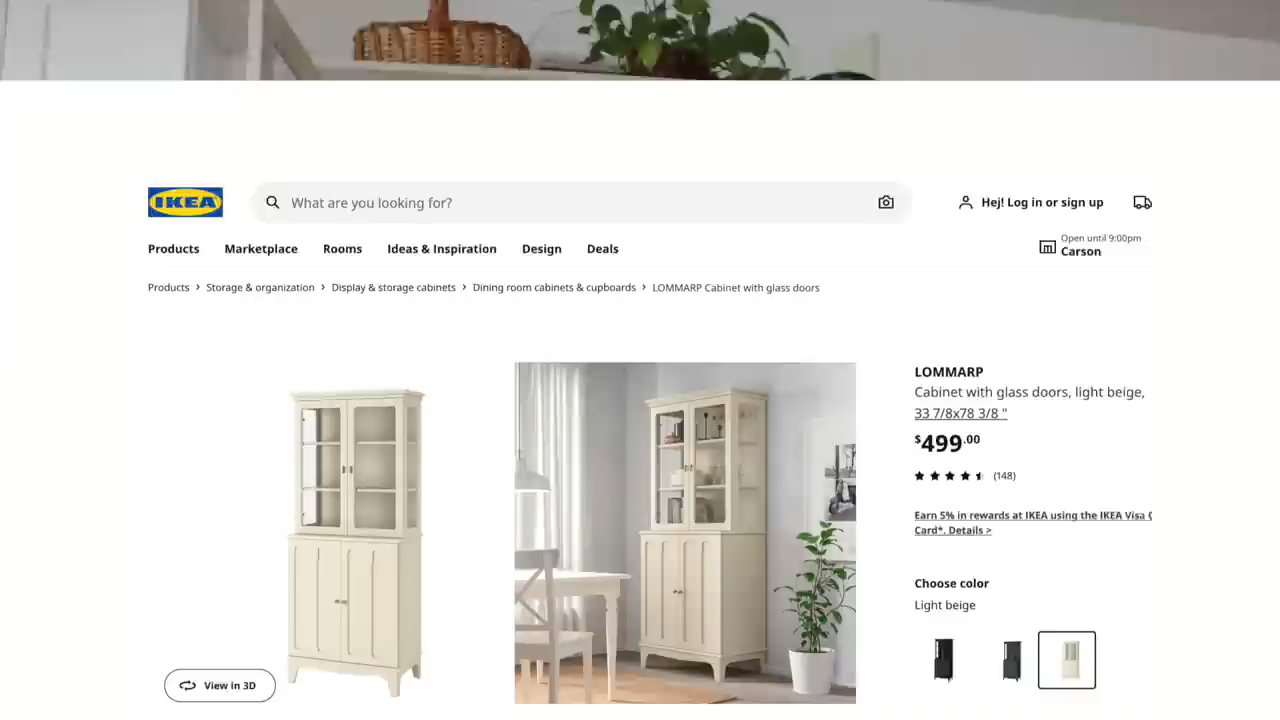 IKEA
What are you looking for?
Hej! Log in or sign up
Products Marketplace Rooms Ideas & Inspiration Design Deals
Open until 9:00pm
Carson
Products › Storage & organization › Display & storage cabinets › Dining room cabinets & cupboards › LOMMARP Cabinet with glass doors
LOMMARP
Cabinet with glass doors, light beige,
33 7/8x78 3/8 "
$499.00
(148)
Earn 5% in rewards at IKEA using the IKEA Visa
Card*. Details >
Choose color
Light beige
View in 3D